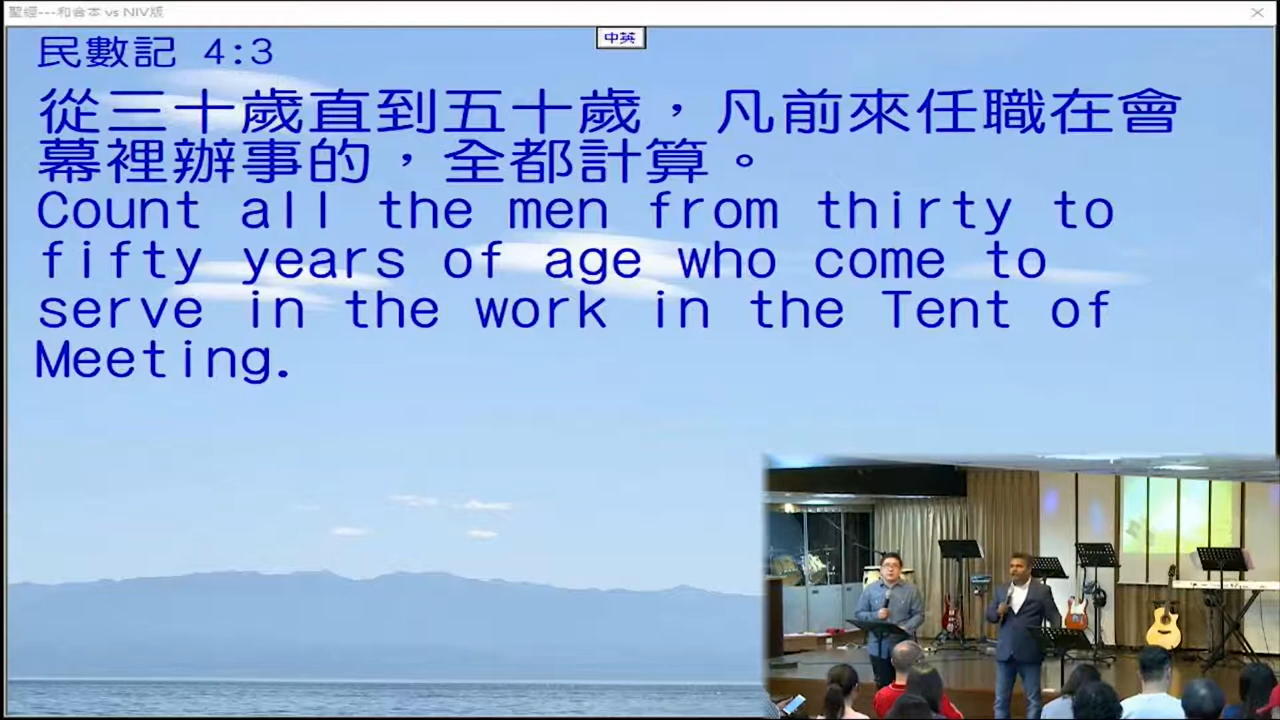 聖經---和合本 vs NIV版
中英
民數記 4:3
從三十歲直到五十歲，凡前來任職在會
幕裡辦事的，全都計算。
Count all the men from thirty to
fifty years of age who come to
serve in the work in the Tent of
Meeting.